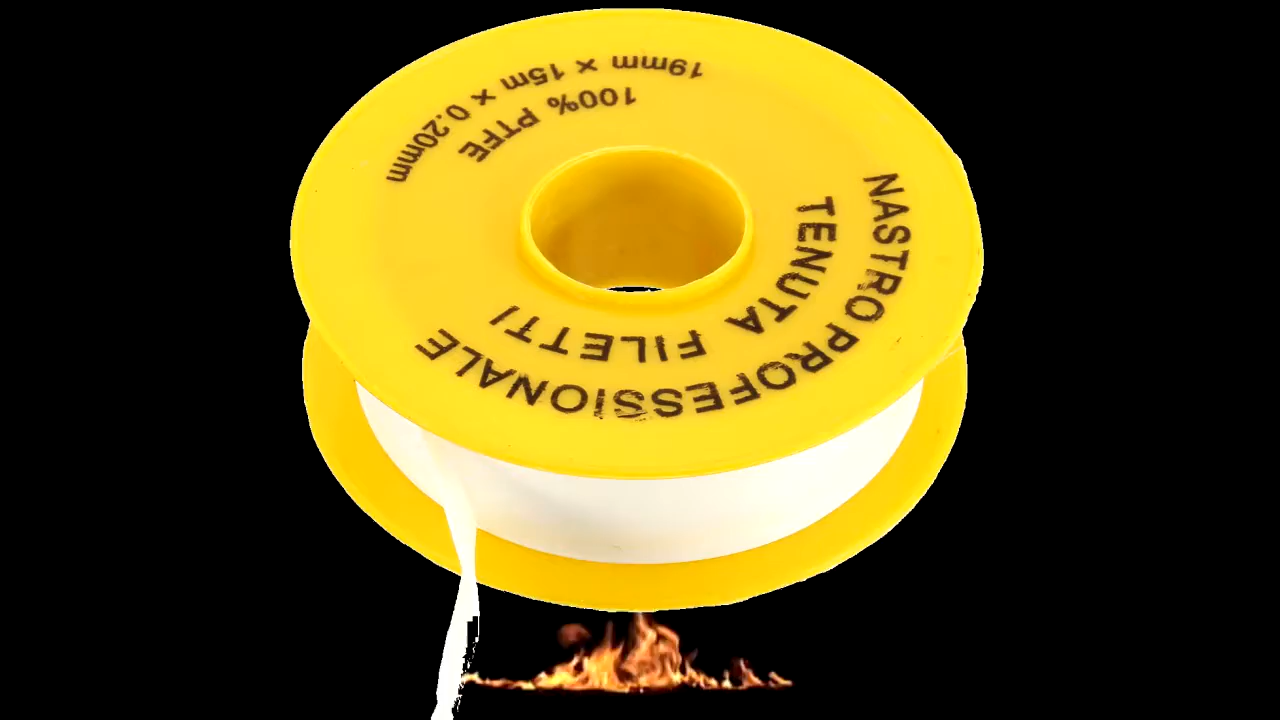 19mm x 15m x 0.20mm
100% PTFE
NASTRO PROFESSIONALE
TENUTA FILETTI